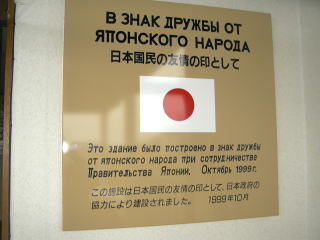 В ЗНАК ДРУЖБЫ ОТ
ЯПОНСКОГО НАРОДА
日本国民の友情の印として
Это здание было построено в знак дружбы
от японского народа при сотрудничестве
Правительства Японии. Октябрь 1999г.
この施設は日本国民の友情の印として、日本政府の
協力により建設されました。 1999年10月